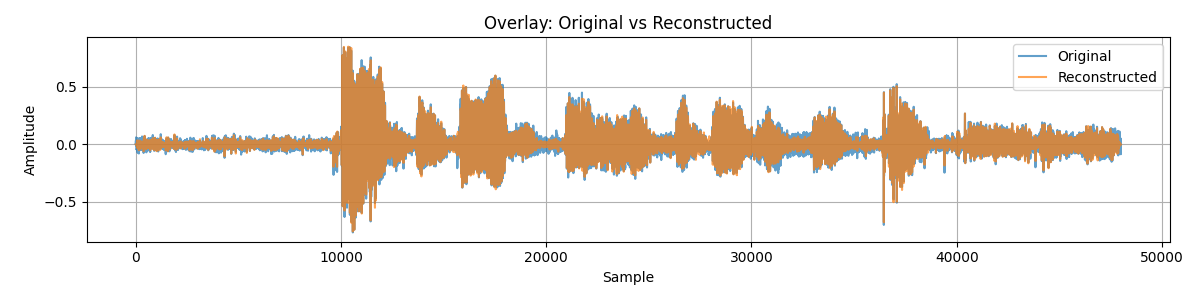 Overlay: Original vs Reconstructed
Original
Reconstructed
Amplitude
0.5
0.0
−0.5
0 10000 20000 30000 40000 50000
Sample